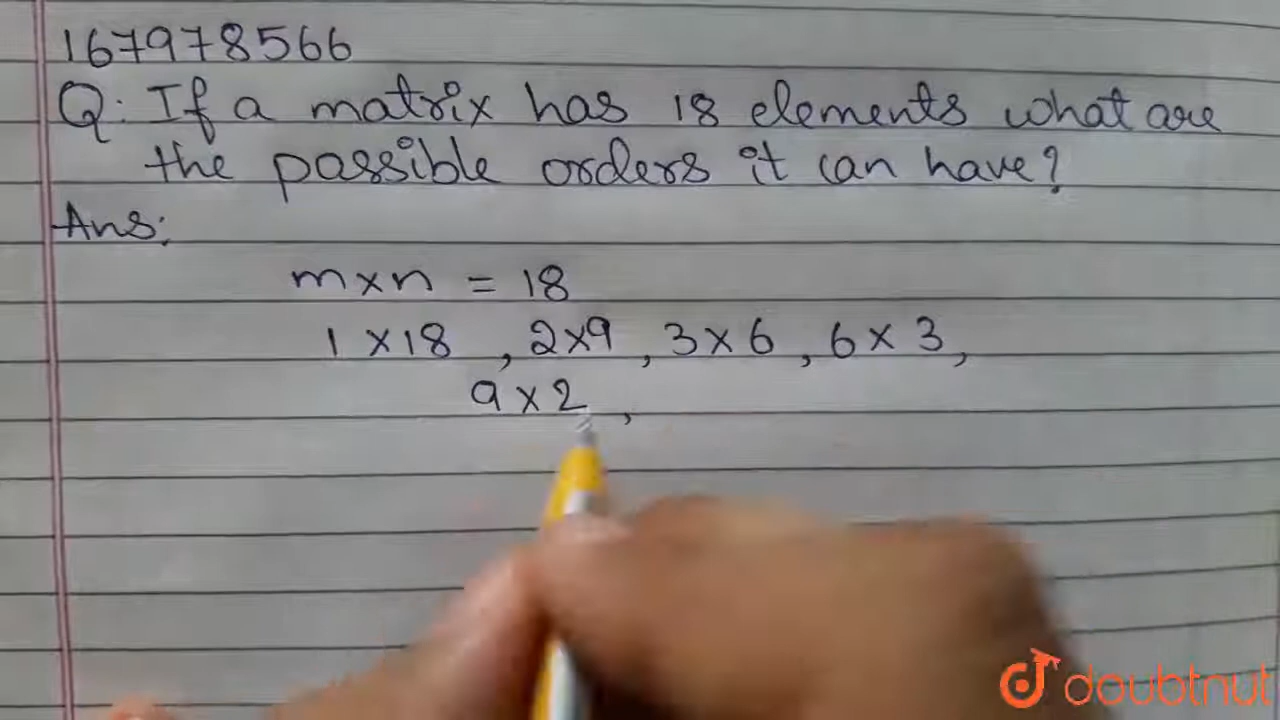 167978566
Q: If a matrix has 18 elements what are
the possible orders it can have?
Ans:
m×n = 18
1 ×18 , 2×9 , 3×6 , 6×3 ,
9×2 ,
doubtnut